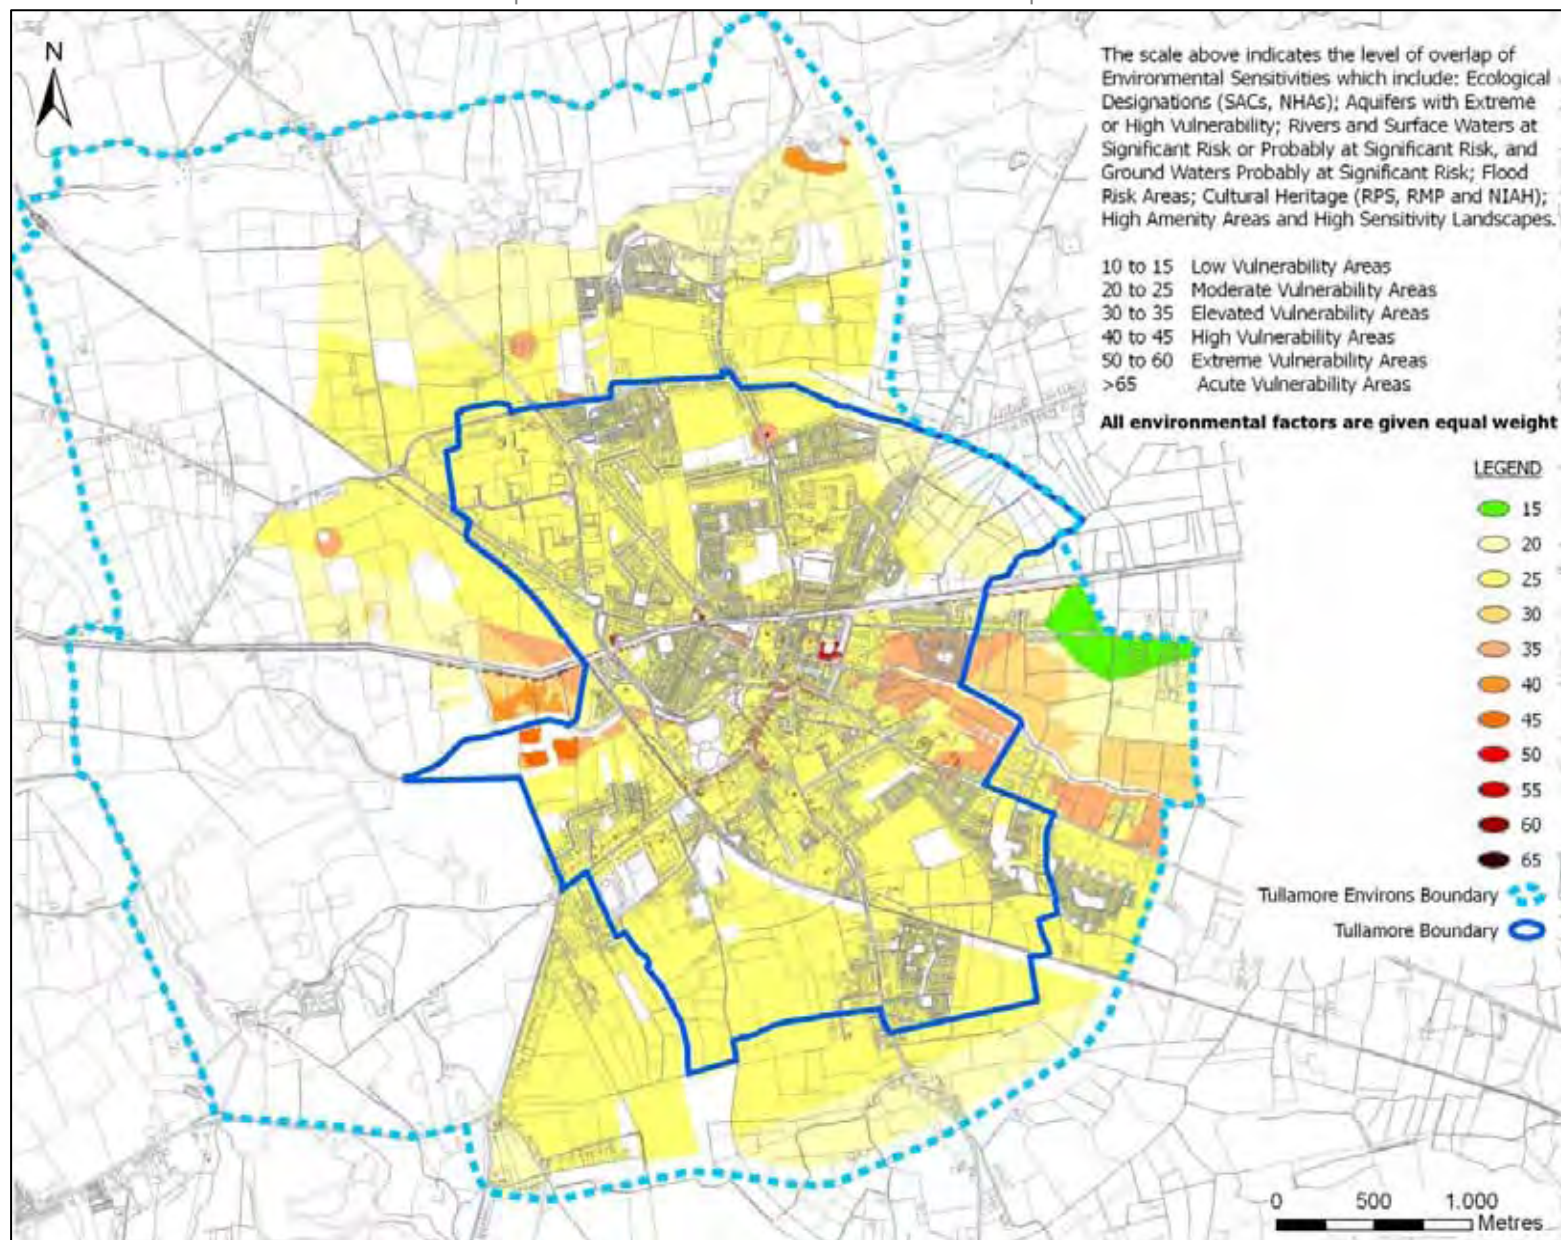 N
The scale above indicates the level of overlap of
Environmental Sensitivities which include: Ecological
Designations (SACs, NHAs); Aquifers with Extreme
or High Vulnerability; Rivers and Surface Waters at
Significant Risk or Probably at Significant Risk, and
Ground Waters Probably at Significant Risk; Flood
Risk Areas; Cultural Heritage (RPS, RMP and NIAH);
High Amenity Areas and High Sensitivity Landscapes.
10 to 15 Low Vulnerability Areas
20 to 25 Moderate Vulnerability Areas
30 to 35 Elevated Vulnerability Areas
40 to 45 High Vulnerability Areas
50 to 60 Extreme Vulnerability Areas
>65 Acute Vulnerability Areas
All environmental factors are given equal weight
LEGEND
15
20
25
30
35
40
45
50
55
60
65
Tullamore Environs Boundary
Tullamore Boundary
0 500 1.000
Metres